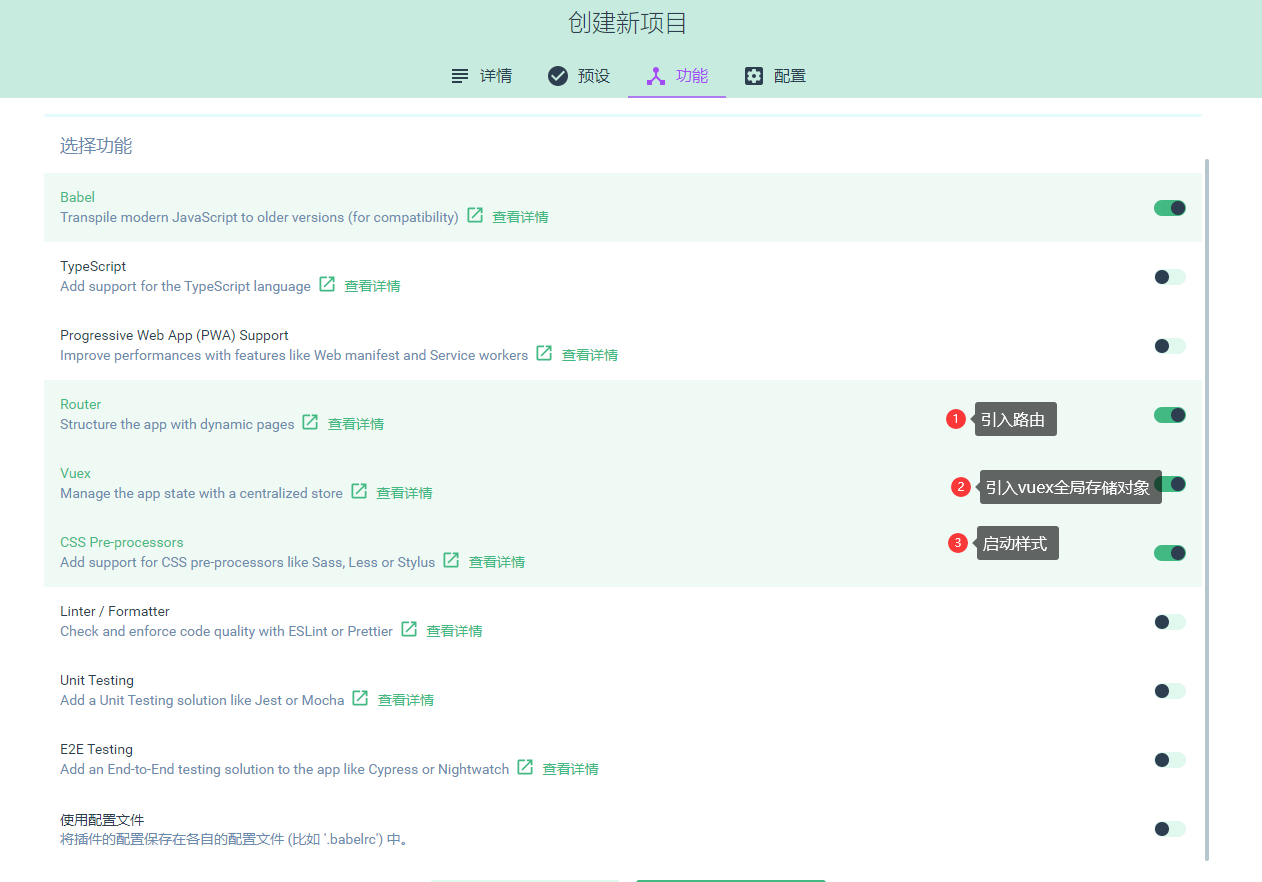 创建新项目
详情 预设 功能 配置
选择功能
Babel
Transpile modern JavaScript to older versions (for compatibility) 查看详情
TypeScript
Add support for the TypeScript language 查看详情
Progressive Web App (PWA) Support
Improve performances with features like Web manifest and Service workers 查看详情
Router
Structure the app with dynamic pages 查看详情
1 引入路由
Vuex
Manage the app state with a centralized store 查看详情
2 引入vuex全局存储对象
CSS Pre-processors
Add support for CSS pre-processors like Sass, Less or Stylus 查看详情
3 启动样式
Linter / Formatter
Check and enforce code quality with ESLint or Prettier 查看详情
Unit Testing
Add a Unit Testing solution like Jest or Mocha 查看详情
E2E Testing
Add an End-to-End testing solution to the app like Cypress or Nightwatch 查看详情
使用配置文件
将插件的配置保存在各自的配置文件 (比如 '.babelrc') 中。